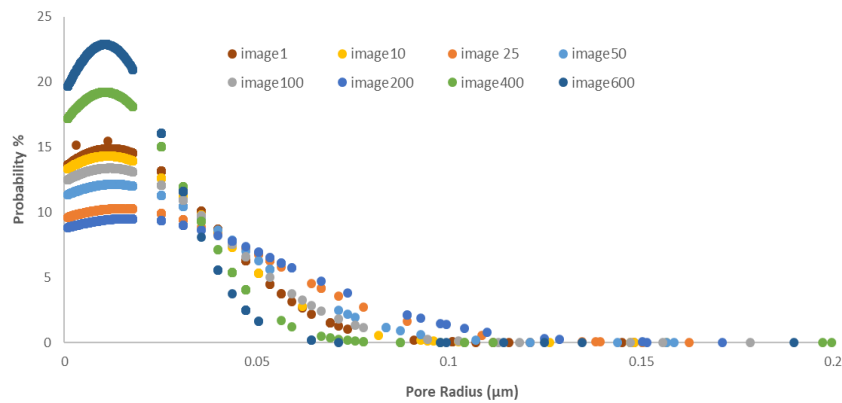 25
20
15
10
5
0
Probability %
image1 image10 image 25 image50
image100 image200 image400 image600
0 0.05 0.1 0.15 0.2
Pore Radius (μm)